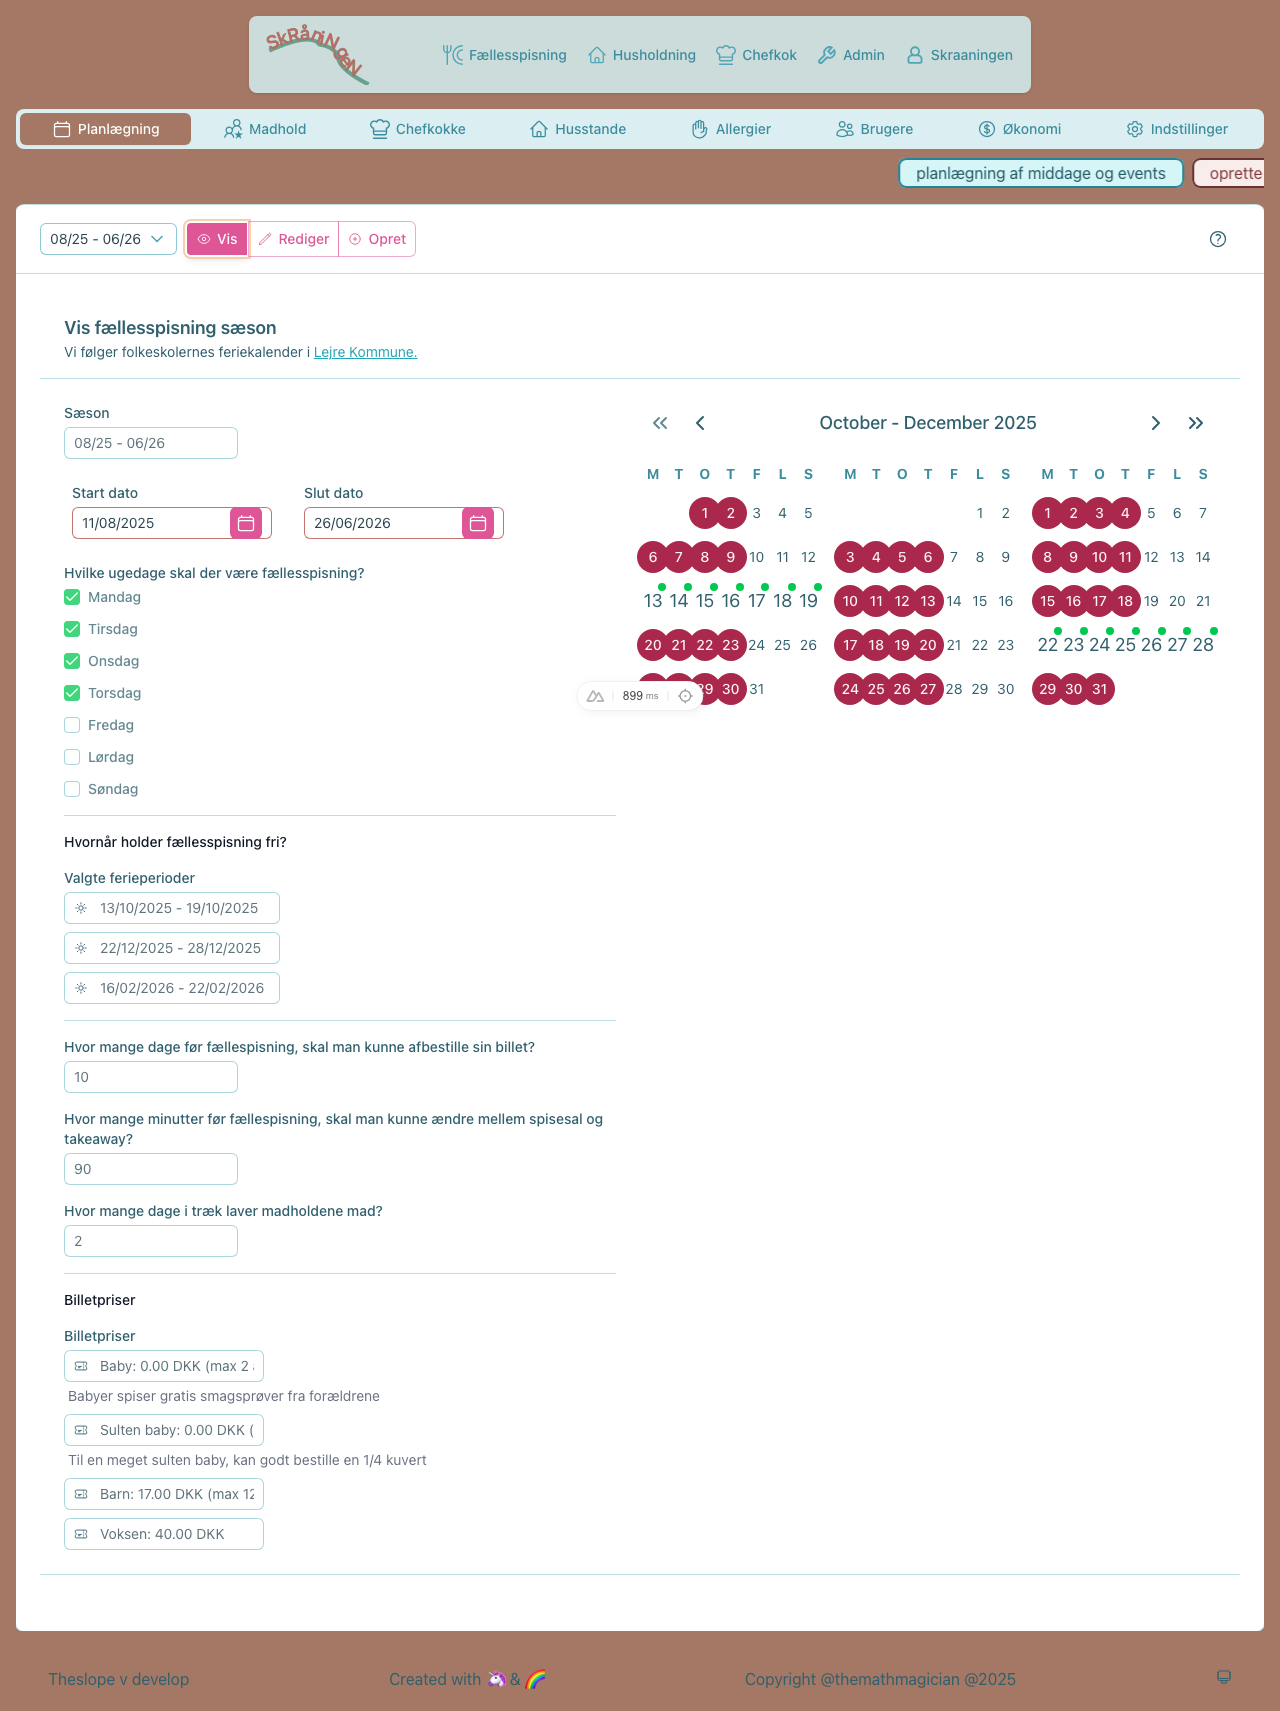 SkRåniNgeN
Fællesspisning Husholdning Chefkok Admin Skraaningen
Planlægning Madhold Chefkokke Husstande Allergier Brugere Økonomi Indstillinger
planlægning af middage og events oprette
08/25 - 06/26 Vis Rediger Opret
Vis fællesspisning sæson
Vi følger folkeskolernes feriekalender i Lejre Kommune.
Sæson
08/25 - 06/26
Start dato Slut dato
11/08/2025 26/06/2026
Hvilke ugedage skal der være fællesspisning?
Mandag
Tirsdag
Onsdag
Torsdag
Fredag
Lørdag
Søndag
Hvornår holder fællesspisning fri?
Valgte ferieperioder
13/10/2025 - 19/10/2025
22/12/2025 - 28/12/2025
16/02/2026 - 22/02/2026
Hvor mange dage før fællespisning, skal man kunne afbestille sin billet?
10
Hvor mange minutter før fællespisning, skal man kunne ændre mellem spisesal og
takeaway?
90
Hvor mange dage i træk laver madholdene mad?
2
Billetpriser
Billetpriser
Baby: 0.00 DKK (max 2
Babyer spiser gratis smagsprøver fra forældrene
Sulten baby: 0.00 DKK (
Til en meget sulten baby, kan godt bestille en 1/4 kuvert
Barn: 17.00 DKK (max 12
Voksen: 40.00 DKK
October - December 2025
M T O T F L S M T O T F L S M T O T F L S
1 2 3 4 5 1 2 1 2 3 4 5 6 7
6 7 8 9 10 11 12 3 4 5 6 7 8 9 8 9 10 11 12 13 14
13 14 15 16 17 18 19 10 11 12 13 14 15 16 15 16 17 18 19 20 21
20 21 22 23 24 25 26 17 18 19 20 21 22 23 22 23 24 25 26 27 28
29 30 31 24 25 26 27 28 29 30 29 30 31
899 ms
Theslope v develop Created with 🦄&🌈 Copyright @themathmagician @2025